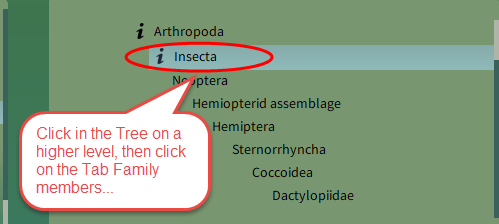 i Arthropoda
i Insecta
Neoptera
Hemiopterid assemblage
Hemiptera
Sternorrhyncha
Coccoidea
Dactylopiidae
Click in the Tree on a
higher level, then click
on the Tab Family
members...